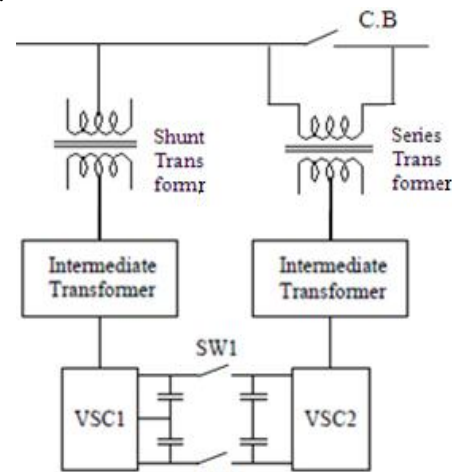 C.B
Shunt
Trans
formr
Series
Trans
former
Intermediate
Transformer
Intermediate
Transformer
SW1
VSC1
VSC2